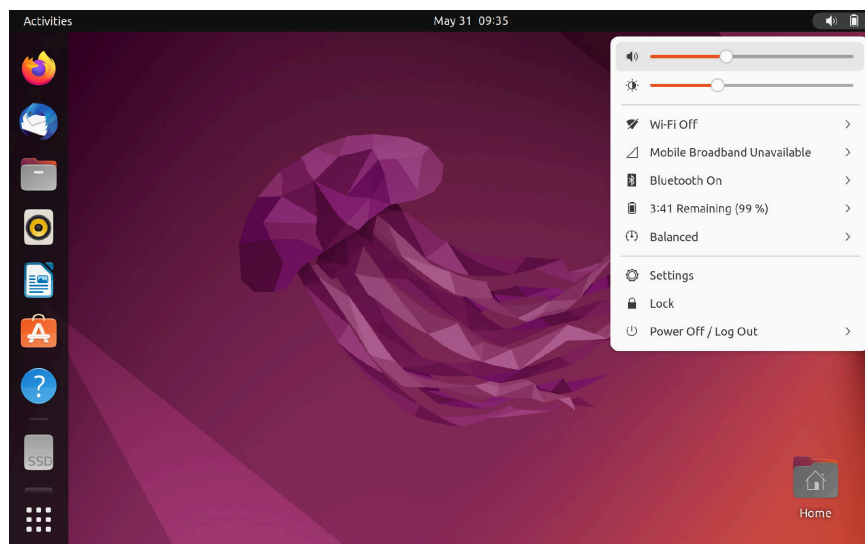 Activities
May 31 09:35
Wi-Fi Off
Mobile Broadband Unavailable
Bluetooth On
3:41 Remaining (99 %)
Balanced
Settings
Lock
Power Off / Log Out
SSD
Home